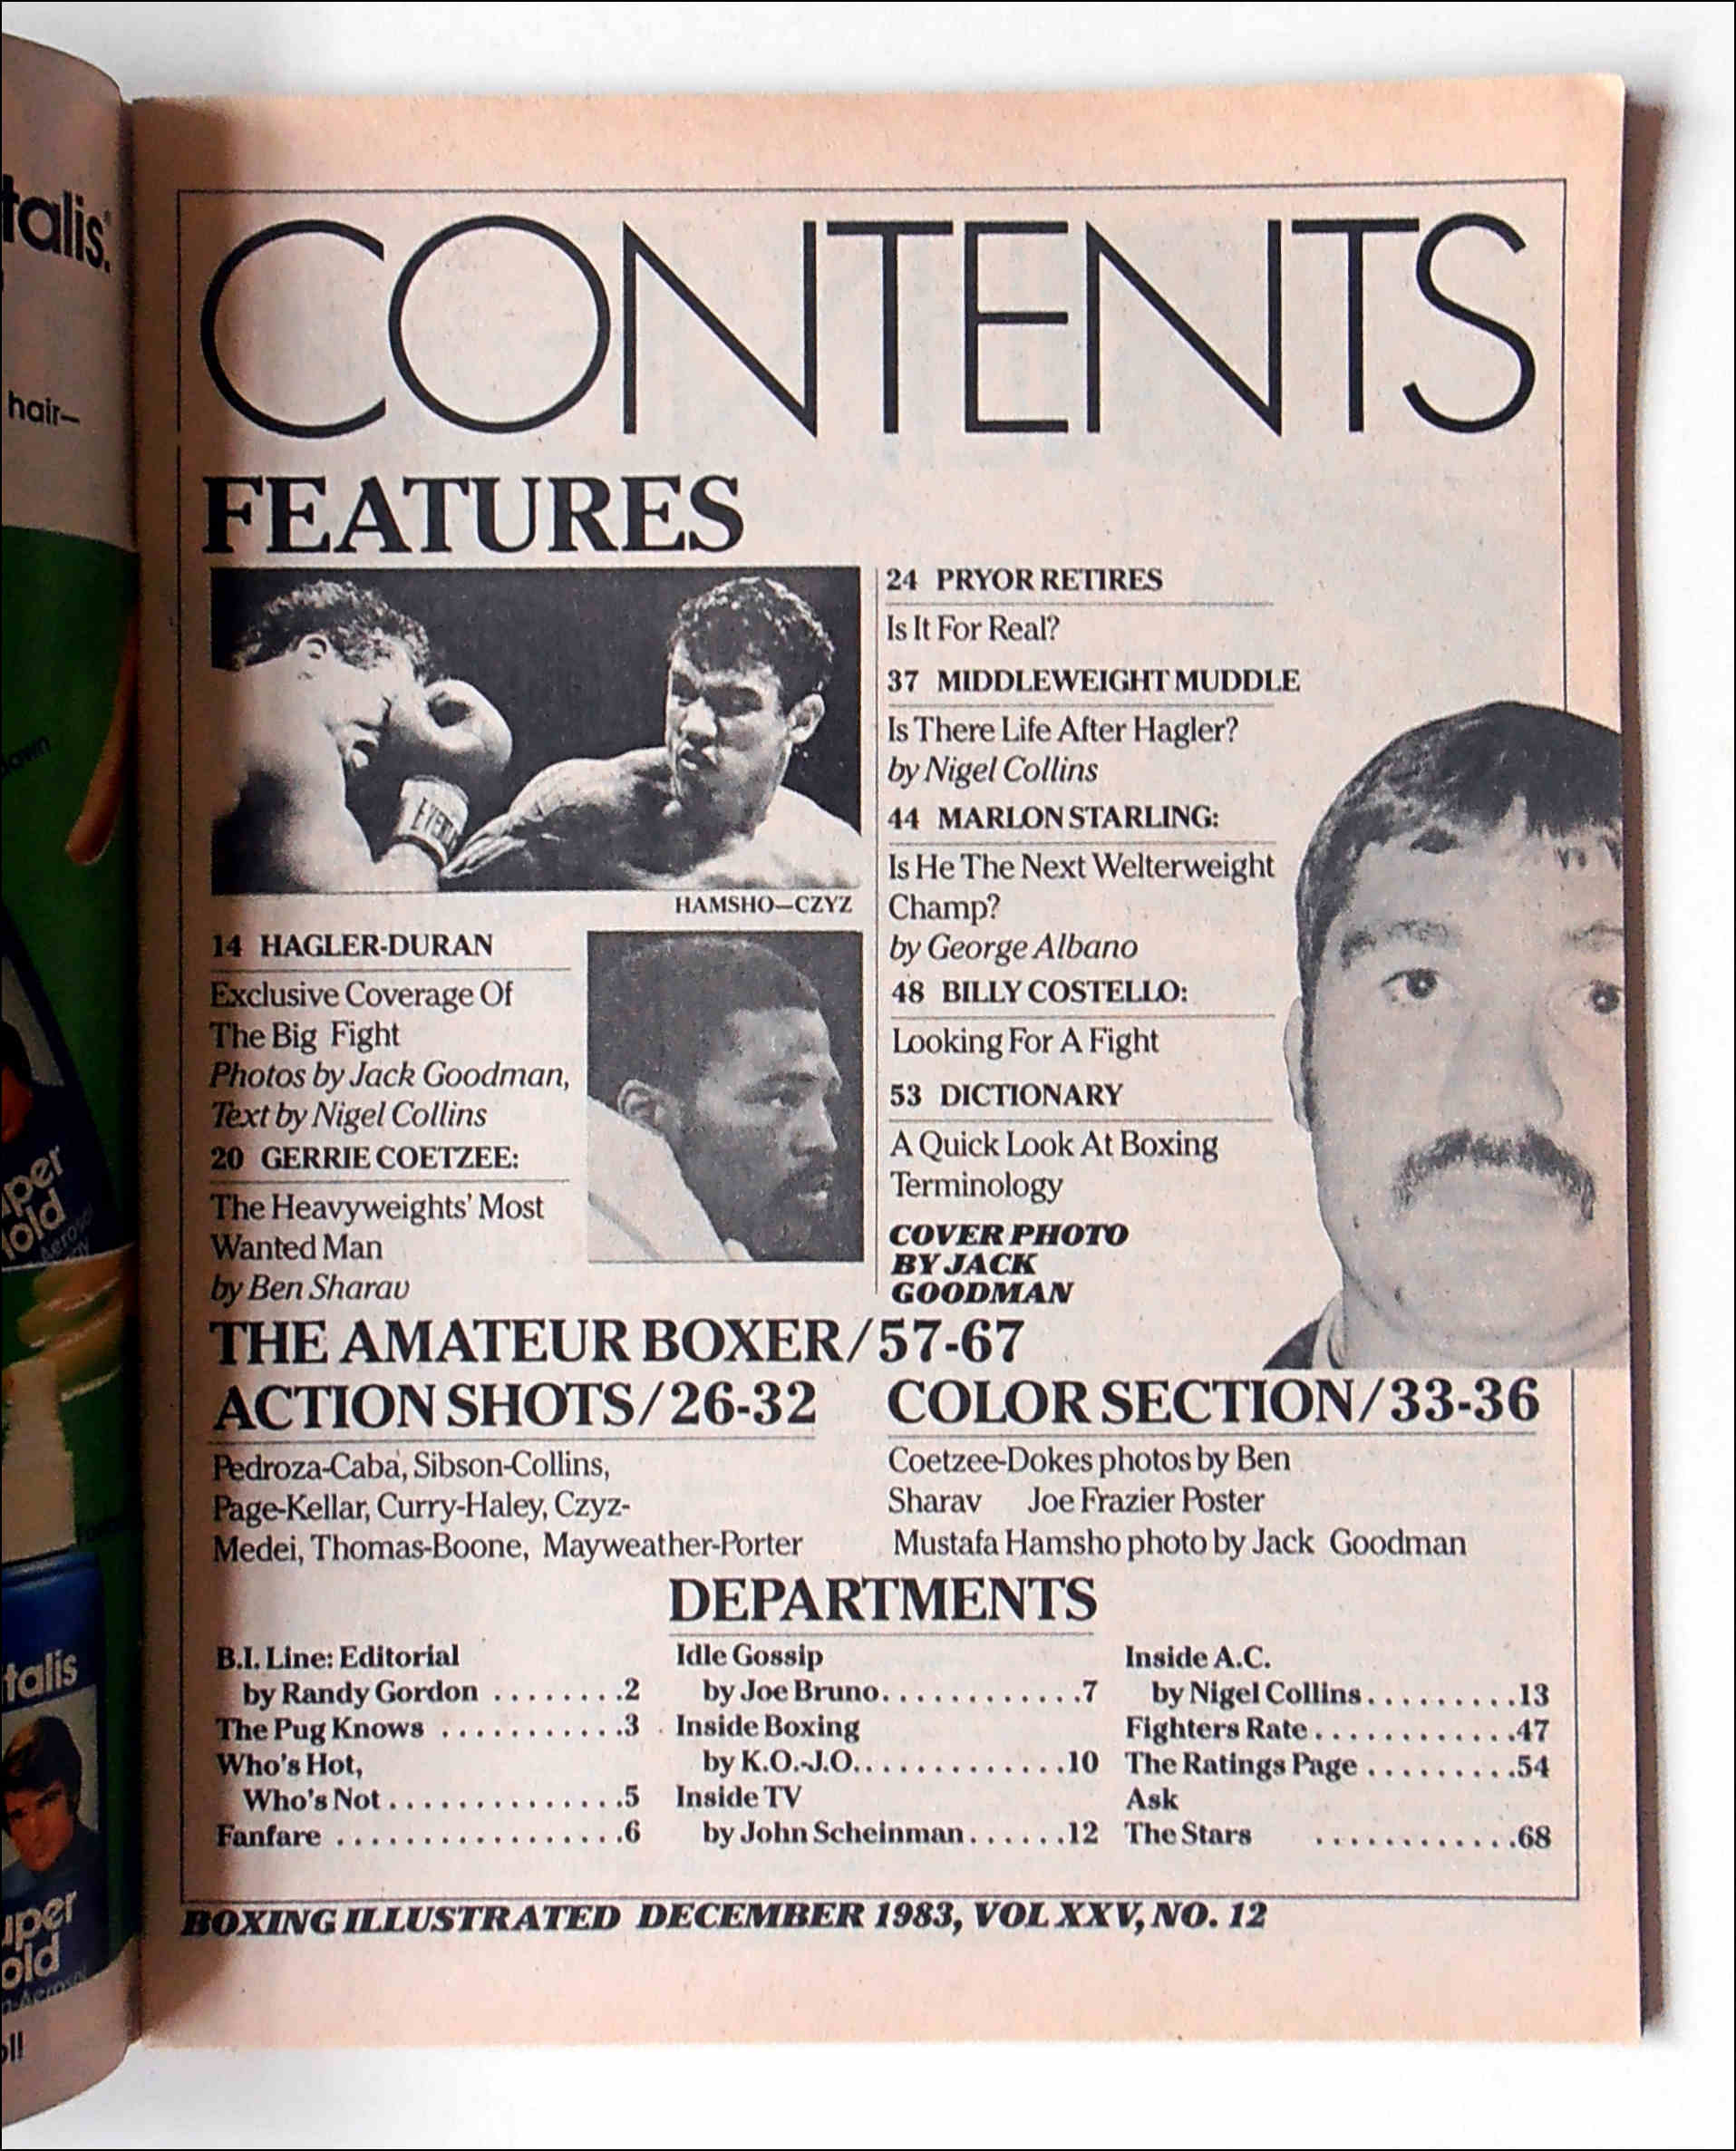 talis.
hair–
CONTENTS
FEATURES
EVERL
HAMSHO—CZYZ
14 HAGLER-DURAN
Exclusive Coverage Of
The Big Fight
Photos by Jack Goodman,
Text by Nigel Collins
20 GERRIE COETZEE:
The Heavyweights' Most
Wanted Man
by Ben Sharav
24 PRYOR RETIRES
Is It For Real?
37 MIDDLEWEIGHT MUDDLE
Is There Life After Hagler?
by Nigel Collins
44 MARLON STARLING:
Is He The Next Welterweight
Champ?
by George Albano
48 BILLY COSTELLO:
Looking For A Fight
53 DICTIONARY
A Quick Look At Boxing
Terminology
COVER PHOTO
BY JACK
GOODMAN
THE AMATEUR BOXER/57-67
ACTION SHOTS/26-32
Pedroza-Caba, Sibson-Collins,
Page-Kellar, Curry-Haley, Czyz-
Medei, Thomas-Boone, Mayweather-Porter
COLOR SECTION/33-36
Coetzee-Dokes photos by Ben
Sharav Joe Frazier Poster
Mustafa Hamsho photo by Jack Goodman
DEPARTMENTS
B.I. Line: Editorial
by Randy Gordon ........2
The Pug Knows ...........3
Who's Hot,
Who's Not..............5
Fanfare .................6
Idle Gossip
by Joe Bruno............7
Inside Boxing
by K.O.-J.O.............10
Inside TV
by John Scheinman......12
Inside A.C.
by Nigel Collins.........13
Fighters Rate............47
The Ratings Page .........54
Ask
The Stars ............68
BOXING ILLUSTRATED DECEMBER 1983, VOL XXV, NO. 12
per
old
Aerosol
talis
uper
old
n-Aerosol